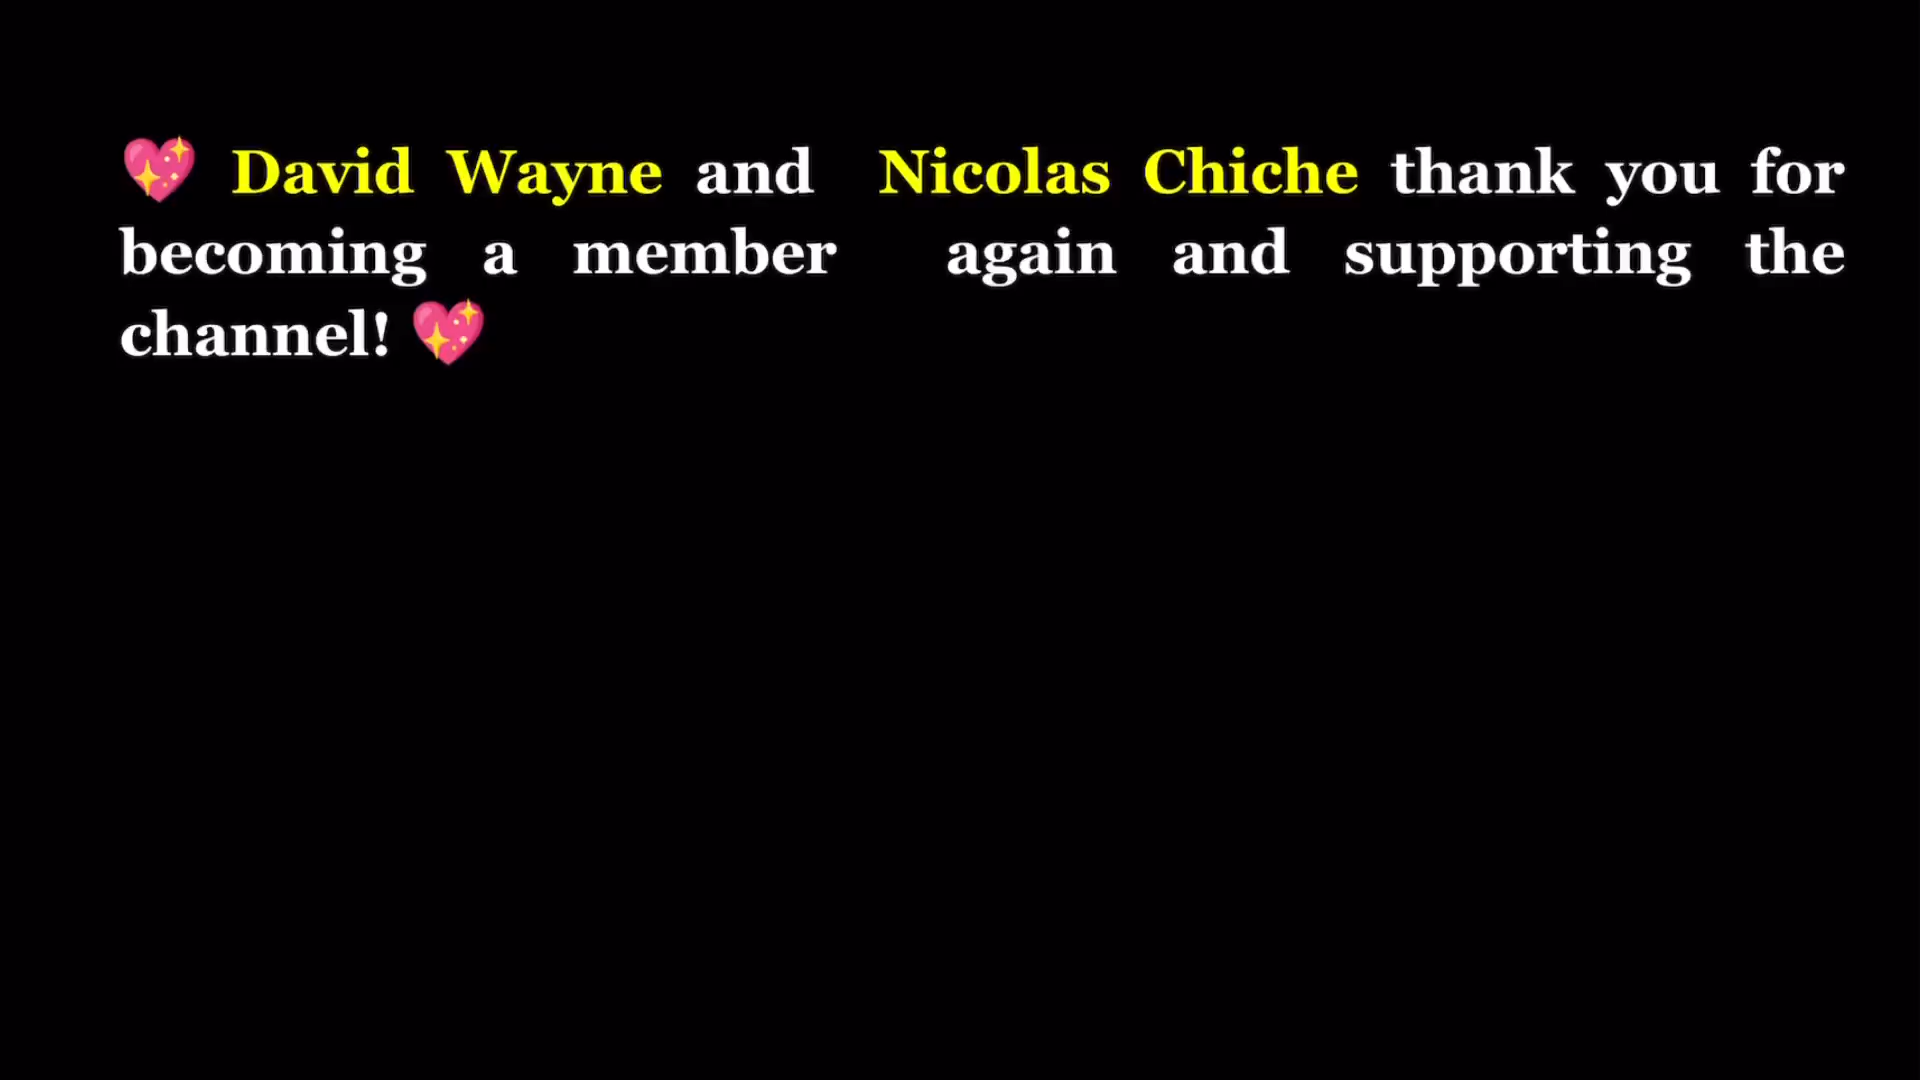 💖 David Wayne and Nicolas Chiche thank you for
becoming a member again and supporting the
channel! 💖